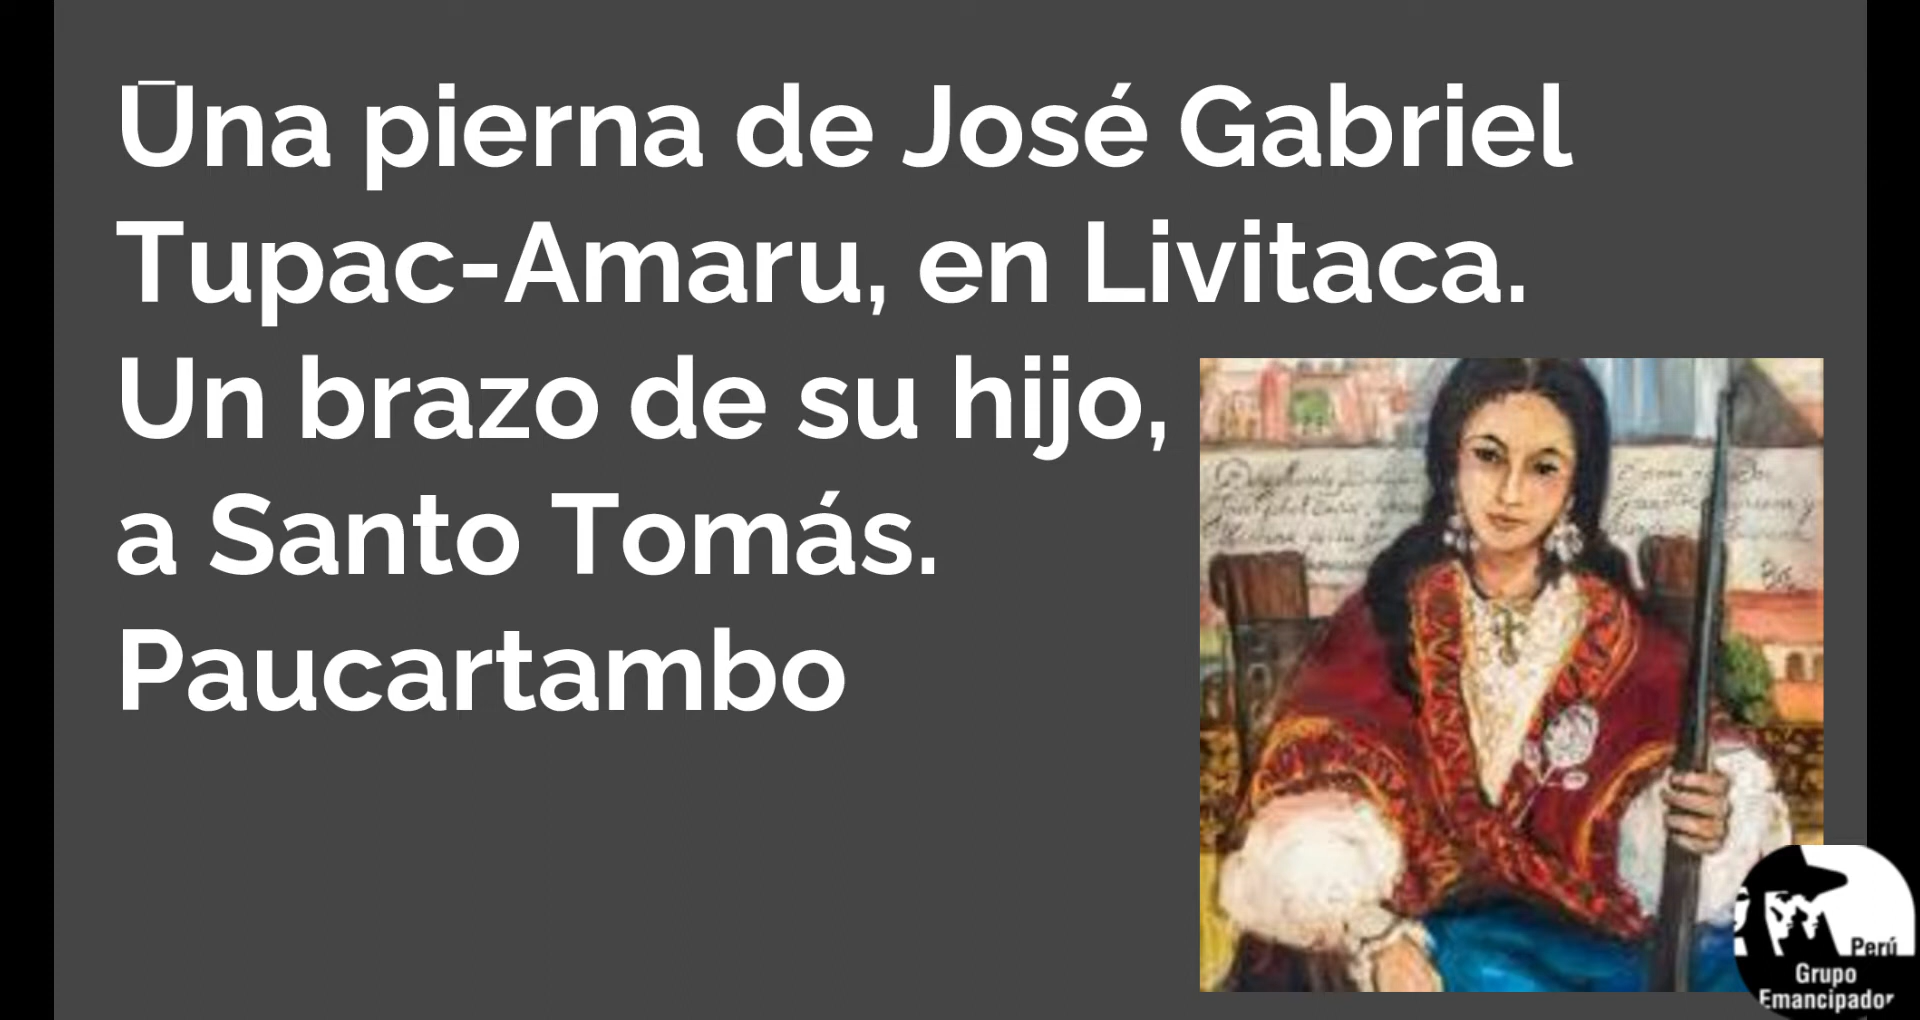 Una pierna de José Gabriel
Tupac-Amaru, en Livitaca.
Un brazo de su hijo,
a Santo Tomás.
Paucartambo
Perú
Grupo
Emancipador